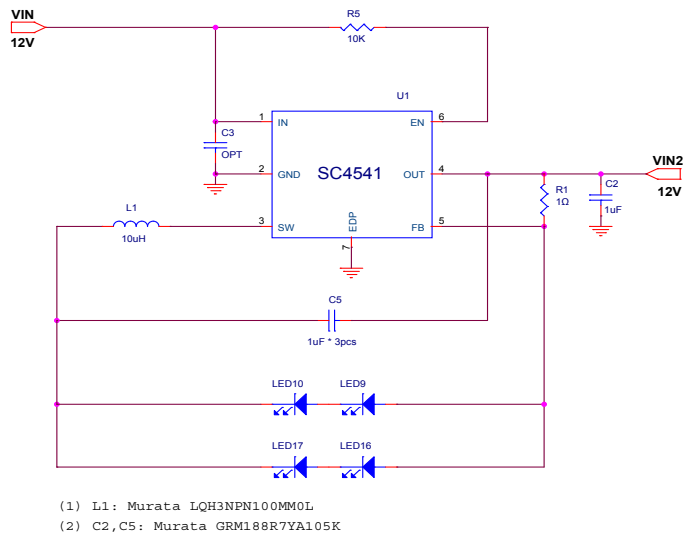 VIN
12V
R5
10K
U1
1
IN
EN
6
C3
OPT
2
GND
SC4541
OUT
4
VIN2
12V
R1
1Ω
C2
1uF
L1
10uH
3
SW
EDP
7
FB
5
C5
1uF * 3pcs
LED10
LED9
LED17
LED16
(1) L1: Murata LQH3NPN100MM0L
(2) C2,C5: Murata GRM188R7YA105K